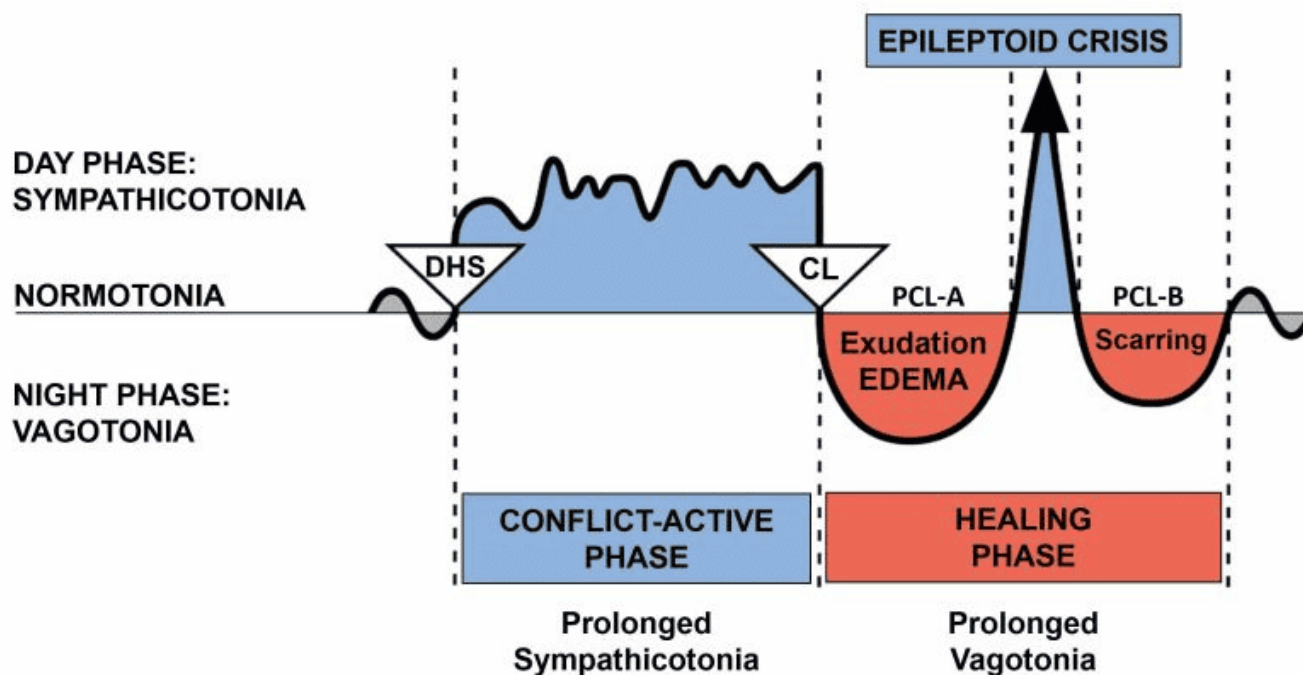 EPILEPTOID CRISIS
DAY PHASE:
SYMPATHICOTONIA
DHS
CL
NORMOTONIA
PCL-A
PCL-B
Exudation
EDEMA
Scarring
NIGHT PHASE:
VAGOTONIA
CONFLICT-ACTIVE
PHASE
HEALING
PHASE
Prolonged
Sympathicotonia
Prolonged
Vagotonia